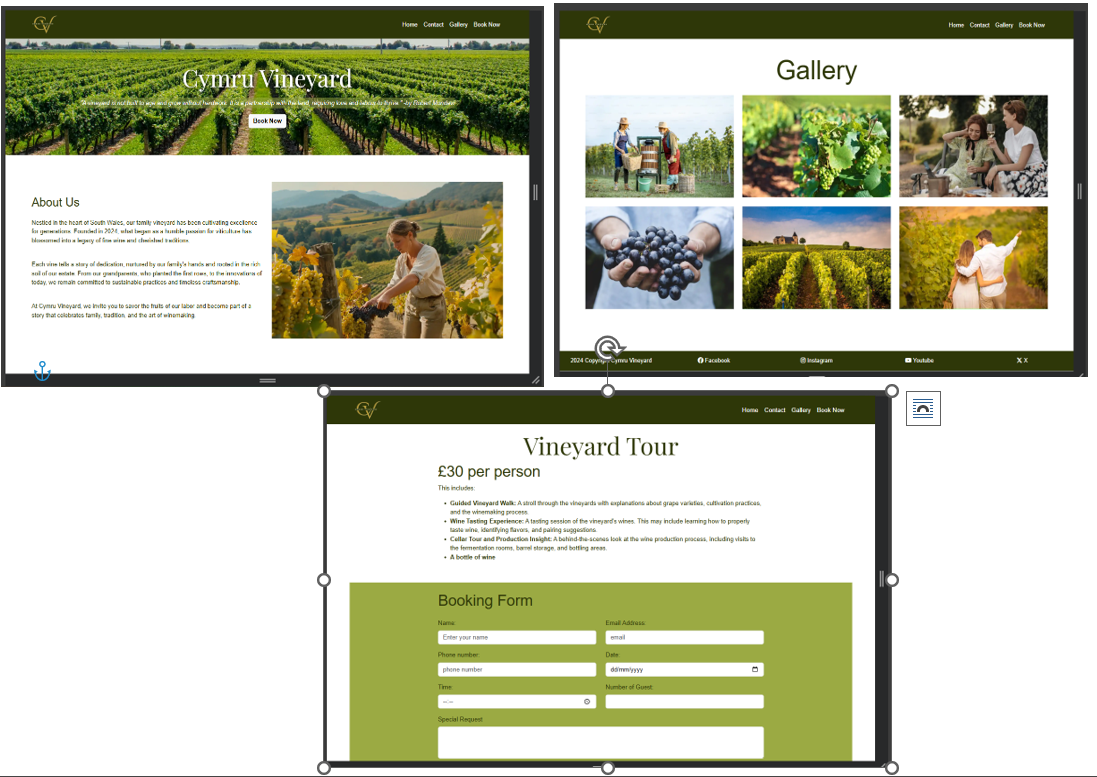 CV
Home Contact Gallery Book Now
Cymru Vineyard
"A vineyard is not built to age and grow without hardwork. It is a partnership with the land, requiring love and labour to thrive." -by Robert Mondavi
Book Now
About Us
Nestled in the heart of South Wales, our family vineyard has been cultivating excellence
for generations. Founded in 2024, what began as a humble passion for viticulture has
blossomed into a legacy of fine wine and cherished traditions.
Each vine tells a story of dedication, nurtured by our family's hands and rooted in the rich
soil of our estate. From our grandparents, who planted the first rows, to the innovations of
today, we remain committed to sustainable practices and timeless craftsmanship.
At Cymru Vineyard, we invite you to savor the fruits of our labor and become part of a
story that celebrates family, tradition, and the art of winemaking.
CV
Home Contact Gallery Book Now
Gallery
2024 Copyright Cymru Vineyard Facebook Instagram Youtube X
CV
Home Contact Gallery Book Now
Vineyard Tour
£30 per person
This includes:
• Guided Vineyard Walk: A stroll through the vineyards with explanations about grape varieties, cultivation practices,
and the winemaking process.
• Wine Tasting Experience: A tasting session of the vineyard's wines. This may include learning how to properly
taste wine, identifying flavors, and pairing suggestions.
• Cellar Tour and Production Insight: A behind-the-scenes look at the wine production process, including visits to
the fermentation rooms, barrel storage, and bottling areas.
• A bottle of wine
Booking Form
Name: Email Address:
Enter your name email
Phone number: Date:
phone number dd/mm/yyyy
Time Number of Guest:
--:--
Special Request